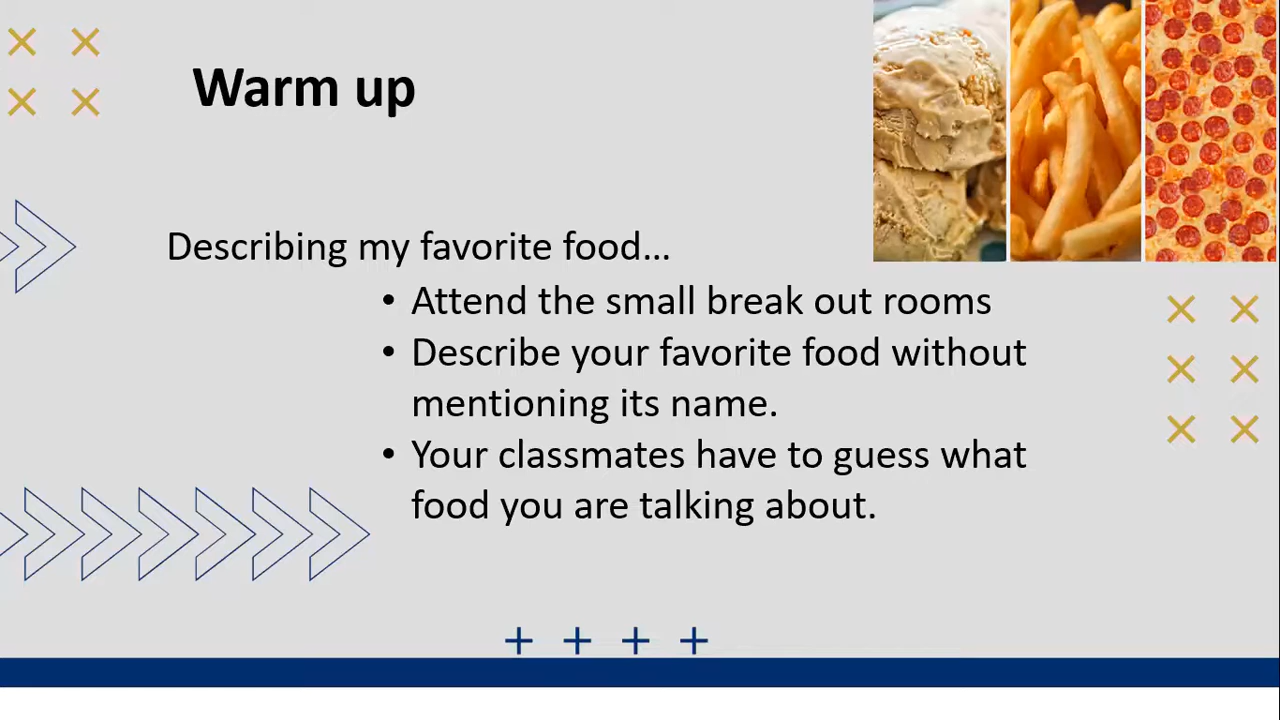 Warm up
Describing my favorite food...
• Attend the small break out rooms
• Describe your favorite food without
mentioning its name.
• Your classmates have to guess what
food you are talking about.